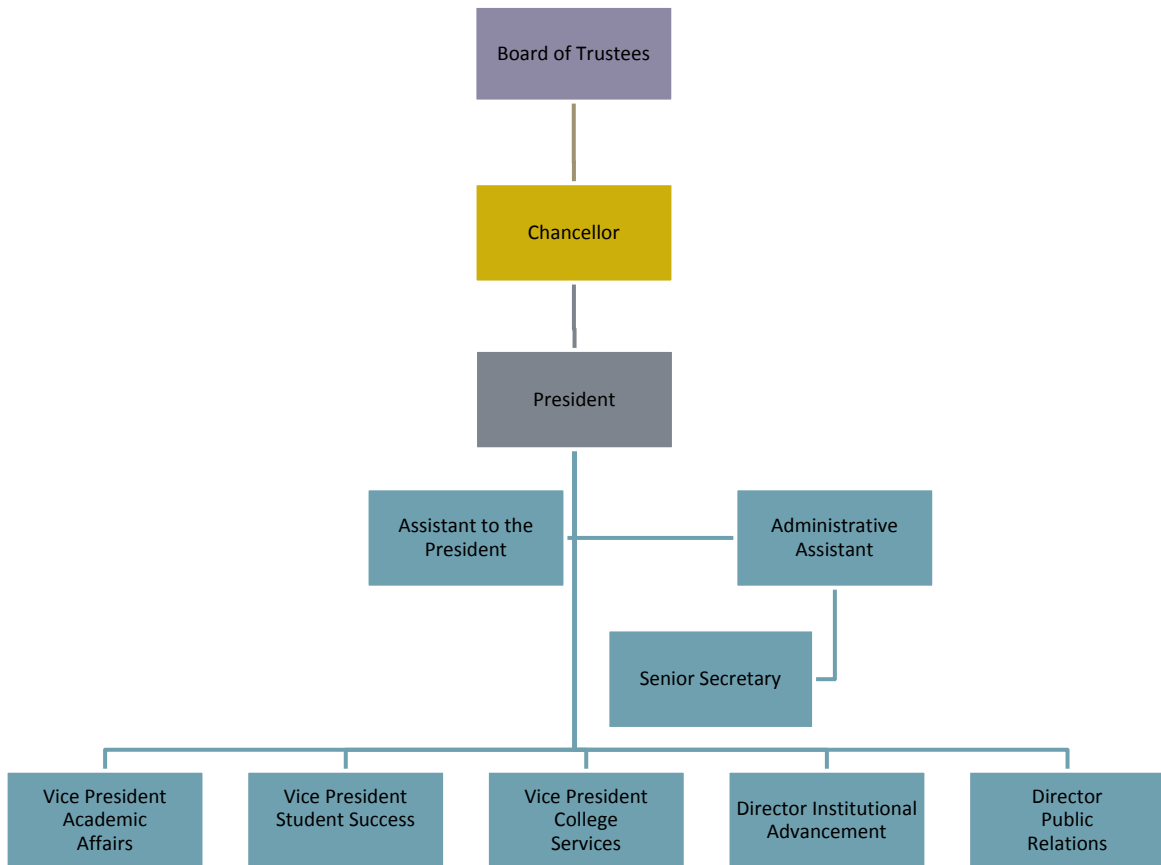 Board of Trustees
Chancellor
President
Assistant to the
President
Administrative
Assistant
Senior Secretary
Vice President
Academic
Affairs
Vice President
Student Success
Vice President
College
Services
Director Institutional
Advancement
Director
Public
Relations